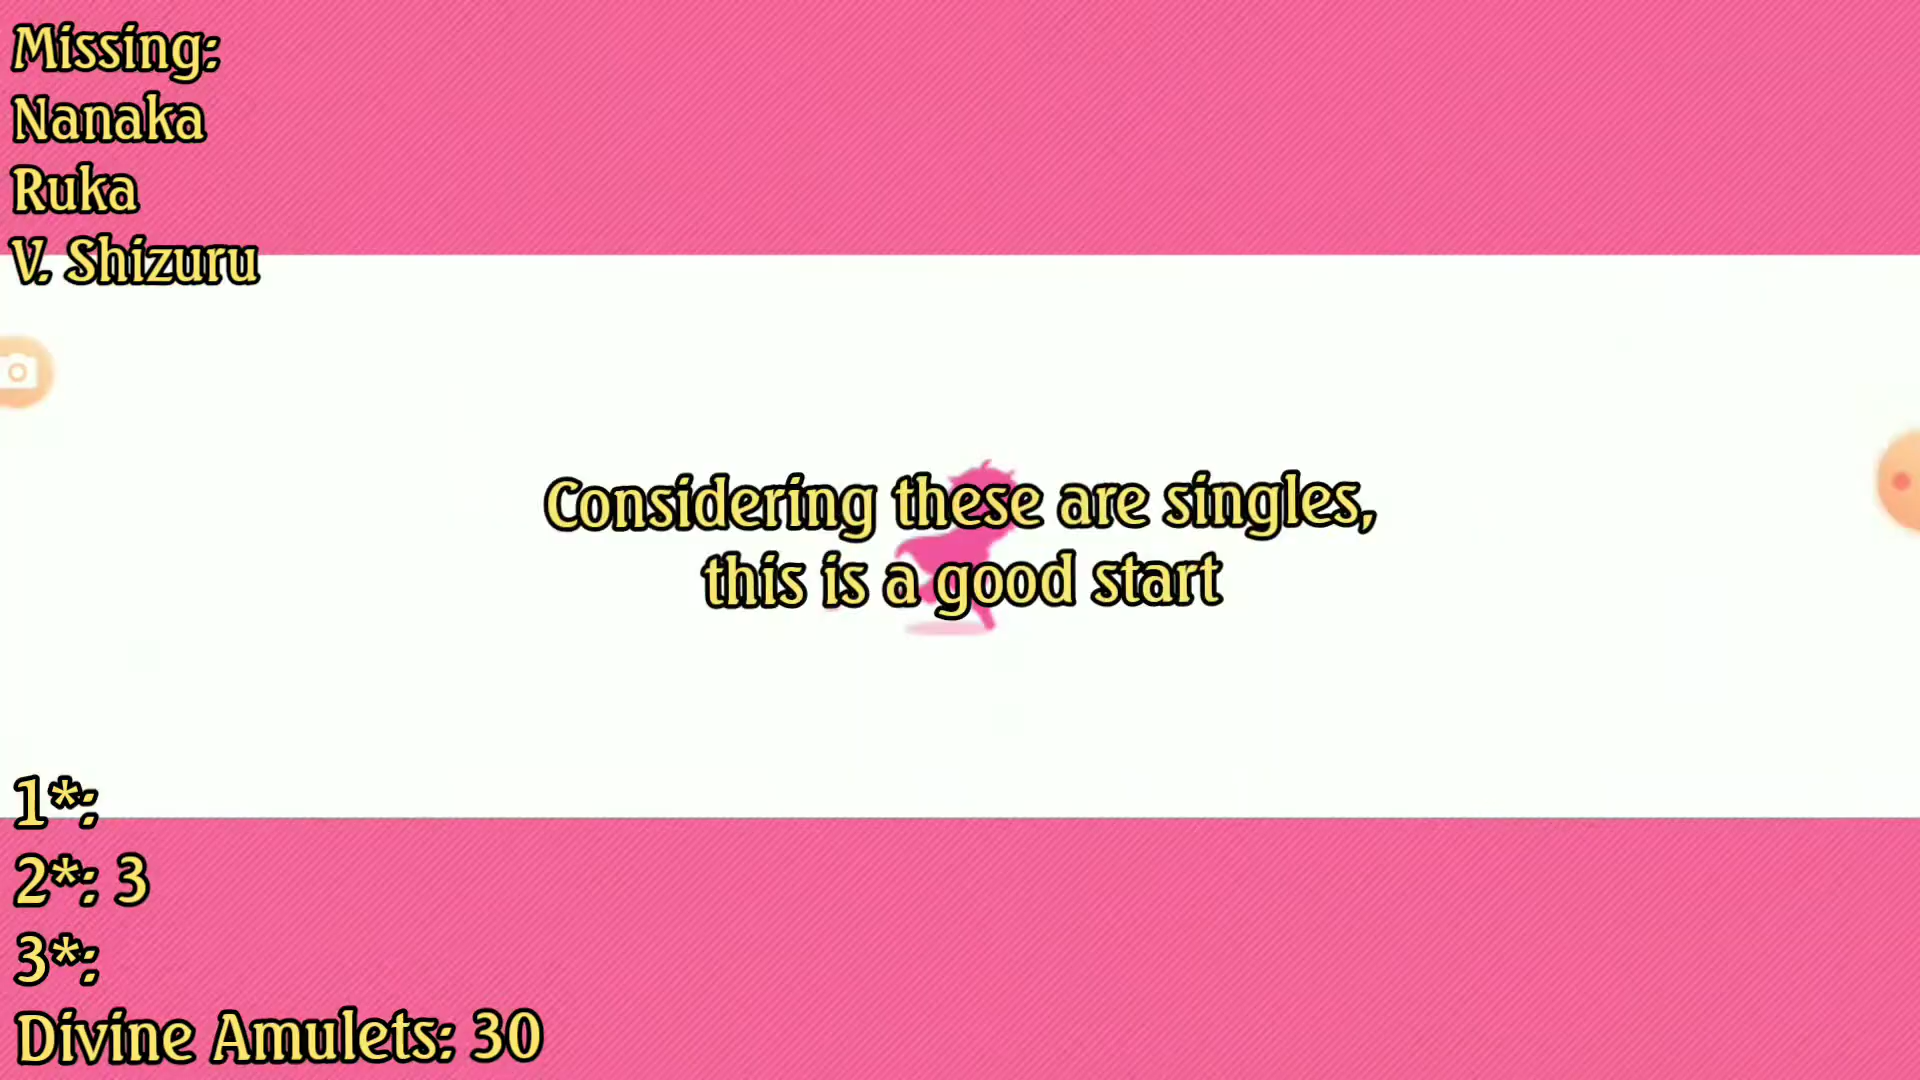 Missing:
Nanaka
Ruka
V. Shizuru
Considering these are singles,
this is a good start
1*:
2*: 3
3*:
Divine Amulets: 30